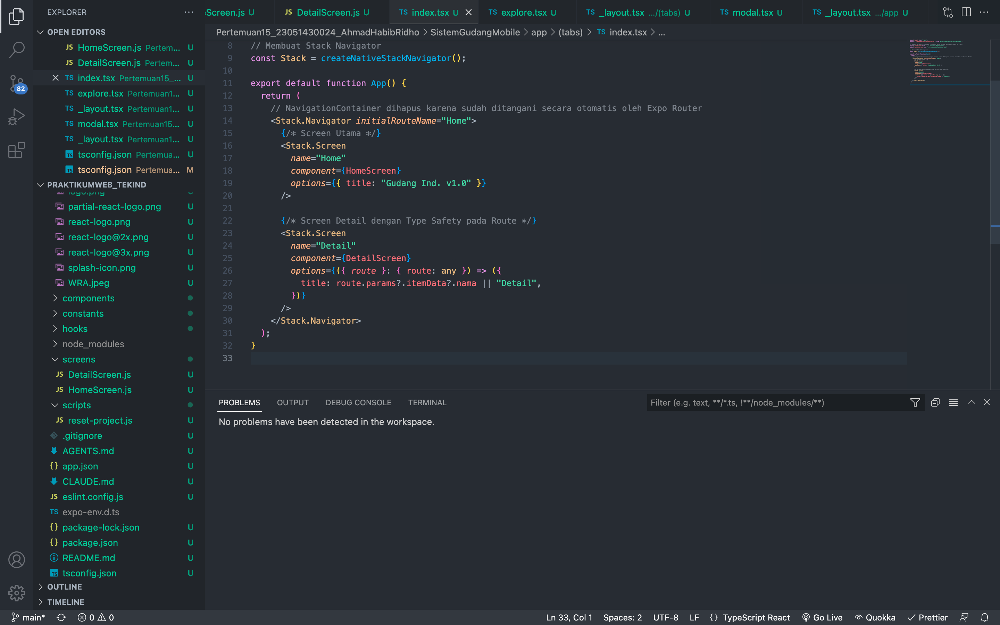 EXPLORER
OPEN EDITORS
JS HomeScreen.js Pertem... U
JS DetailScreen.js Pertem... U
TS index.tsx Pertemuan15_... U
TS explore.tsx Pertemuan1... U
TS _layout.tsx Pertemuan1... U
TS modal.tsx Pertemuan15... U
TS _layout.tsx Pertemuan1... U
TS tsconfig.json Pertemua... U
TS tsconfig.json Pertemua... M
82
PRAKTIKUMWEB_TEKIND
logo.png U
partial-react-logo.png U
react-logo.png U
react-logo@2x.png U
react-logo@3x.png U
splash-icon.png U
WRA.jpeg U
components
constants
hooks
node_modules
screens
JS DetailScreen.js U
JS HomeScreen.js U
scripts
JS reset-project.js U
.gitignore U
AGENTS.md U
{} app.json U
CLAUDE.md U
JS eslint.config.js U
TS expo-env.d.ts
{} package-lock.json U
{} package.json U
README.md U
TS tsconfig.json U
OUTLINE
TIMELINE
eScreen.js U JS DetailScreen.js U TS index.tsx U TS explore.tsx U TS _layout.tsx .../(tabs) U TS modal.tsx U TS _layout.tsx .../app U
Pertemuan15_23051430024_AhmadHabibRidho > SistemGudangMobile > app > (tabs) > TS index.tsx > ...
8 // Membuat Stack Navigator
9 const Stack = createNativeStackNavigator();
10
11 export default function App() {
12 return (
13 // NavigationContainer dihapus karena sudah ditangani secara otomatis oleh Expo Router
14 <Stack.Navigator initialRouteName="Home">
15 {/* Screen Utama */}
16 <Stack.Screen
17 name="Home"
18 component={HomeScreen}
19 options={{ title: "Gudang Ind. v1.0" }}
20 />
21
22 {/* Screen Detail dengan Type Safety pada Route */}
23 <Stack.Screen
24 name="Detail"
25 component={DetailScreen}
26 options={({ route }: { route: any }) => ({
27 title: route.params?.itemData?.nama || "Detail",
28 })}
29 />
30 </Stack.Navigator>
31 );
32 }
33
PROBLEMS OUTPUT DEBUG CONSOLE TERMINAL Filter (e.g. text, **/*.ts, !**/node_modules/**)
No problems have been detected in the workspace.
main* 0 0 Ln 33, Col 1 Spaces: 2 UTF-8 LF {} TypeScript React Go Live Quokka Prettier